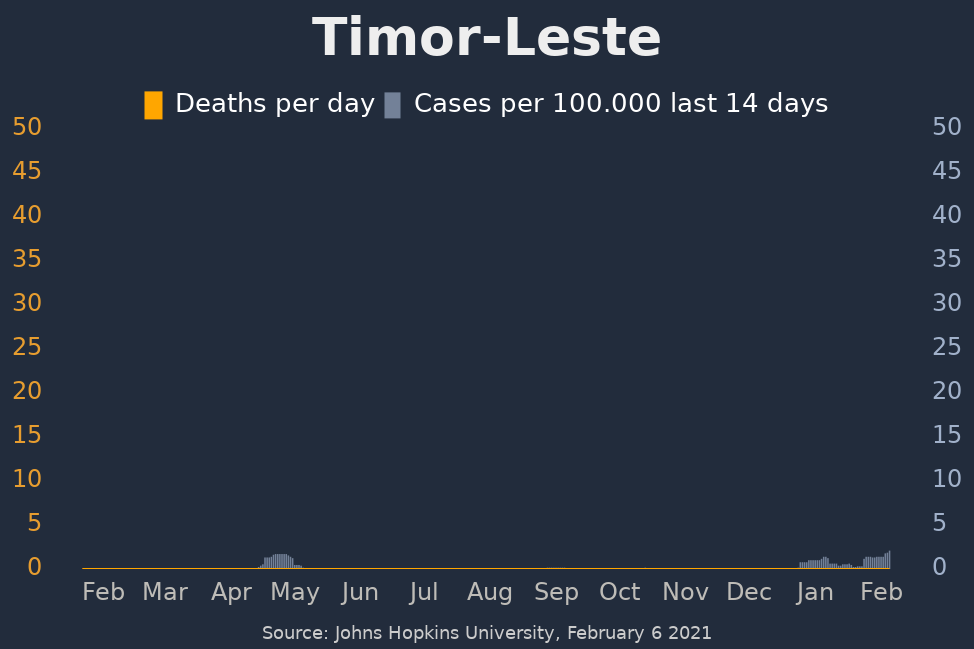 Timor-Leste
Deaths per day Cases per 100.000 last 14 days
50 50
45 45
40 40
35 35
30 30
25 25
20 20
15 15
10 10
5 5
0 0
Feb Mar Apr May Jun Jul Aug Sep Oct Nov Dec Jan Feb
Source: Johns Hopkins University, February 6 2021